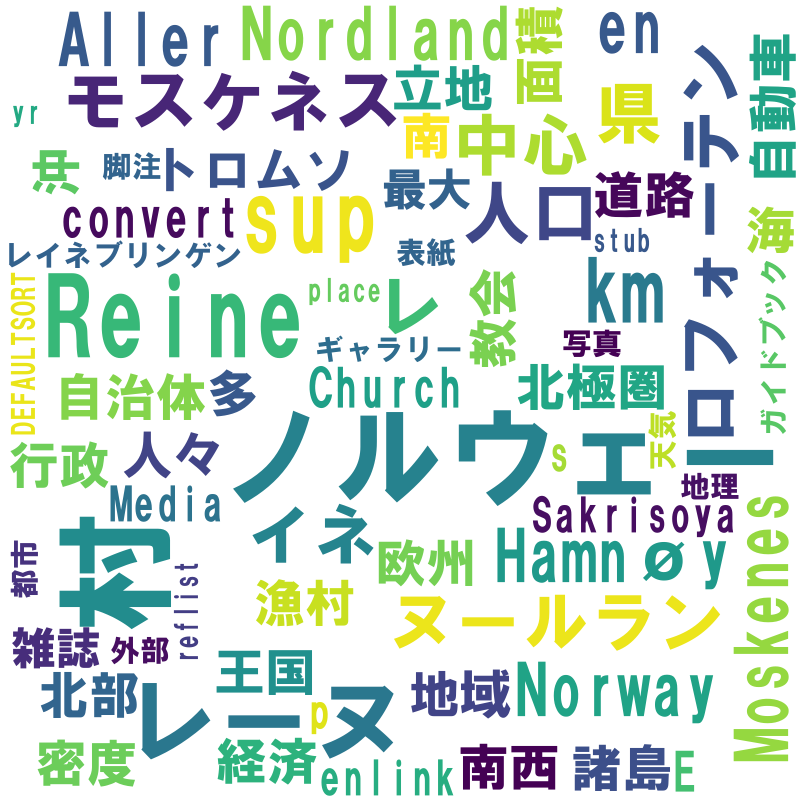 Aller
Nordland
面積
en
自動車
モスケネス
立地
県
yr
南
中心
ロフォーテン
沖
脚注
トロムソ
最大
人口
道路
海
convert
sup
stub
レイネブリンゲン
表紙
DEFAULTSORT
Reine
place
レ
教会
km
ギャラリー
写真
ガイドブック
自治体
多
Church
北極圏
行政
人々
ノルウェー
s
天気
地理
Media
イネ
Sakrisoya
村
欧州
Hamnøy
Moskenes
都市
reflist
漁村
ヌールラン
雑誌
外部
王国
北部
レーヌ
p
地域
Norway
密度
経済
enlink
南西
諸島
E